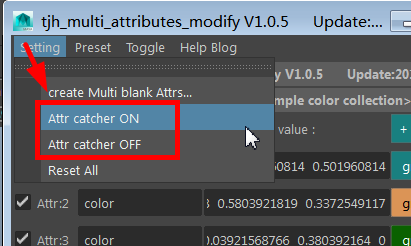 tjh_multi_attributes_modify V1.0.5 Update:
Setting Preset Toggle Help Blog
create Multi blank Attrs... V1.0.5 Update:20
Attr catcher ON mple color collection>
Attr catcher OFF value : +
Reset All 60814 0.501960814 g
Attr:2 color 0.5803921819 0.3372549117 g
Attr:3 color 0.03921568766 0.380392164 0 g